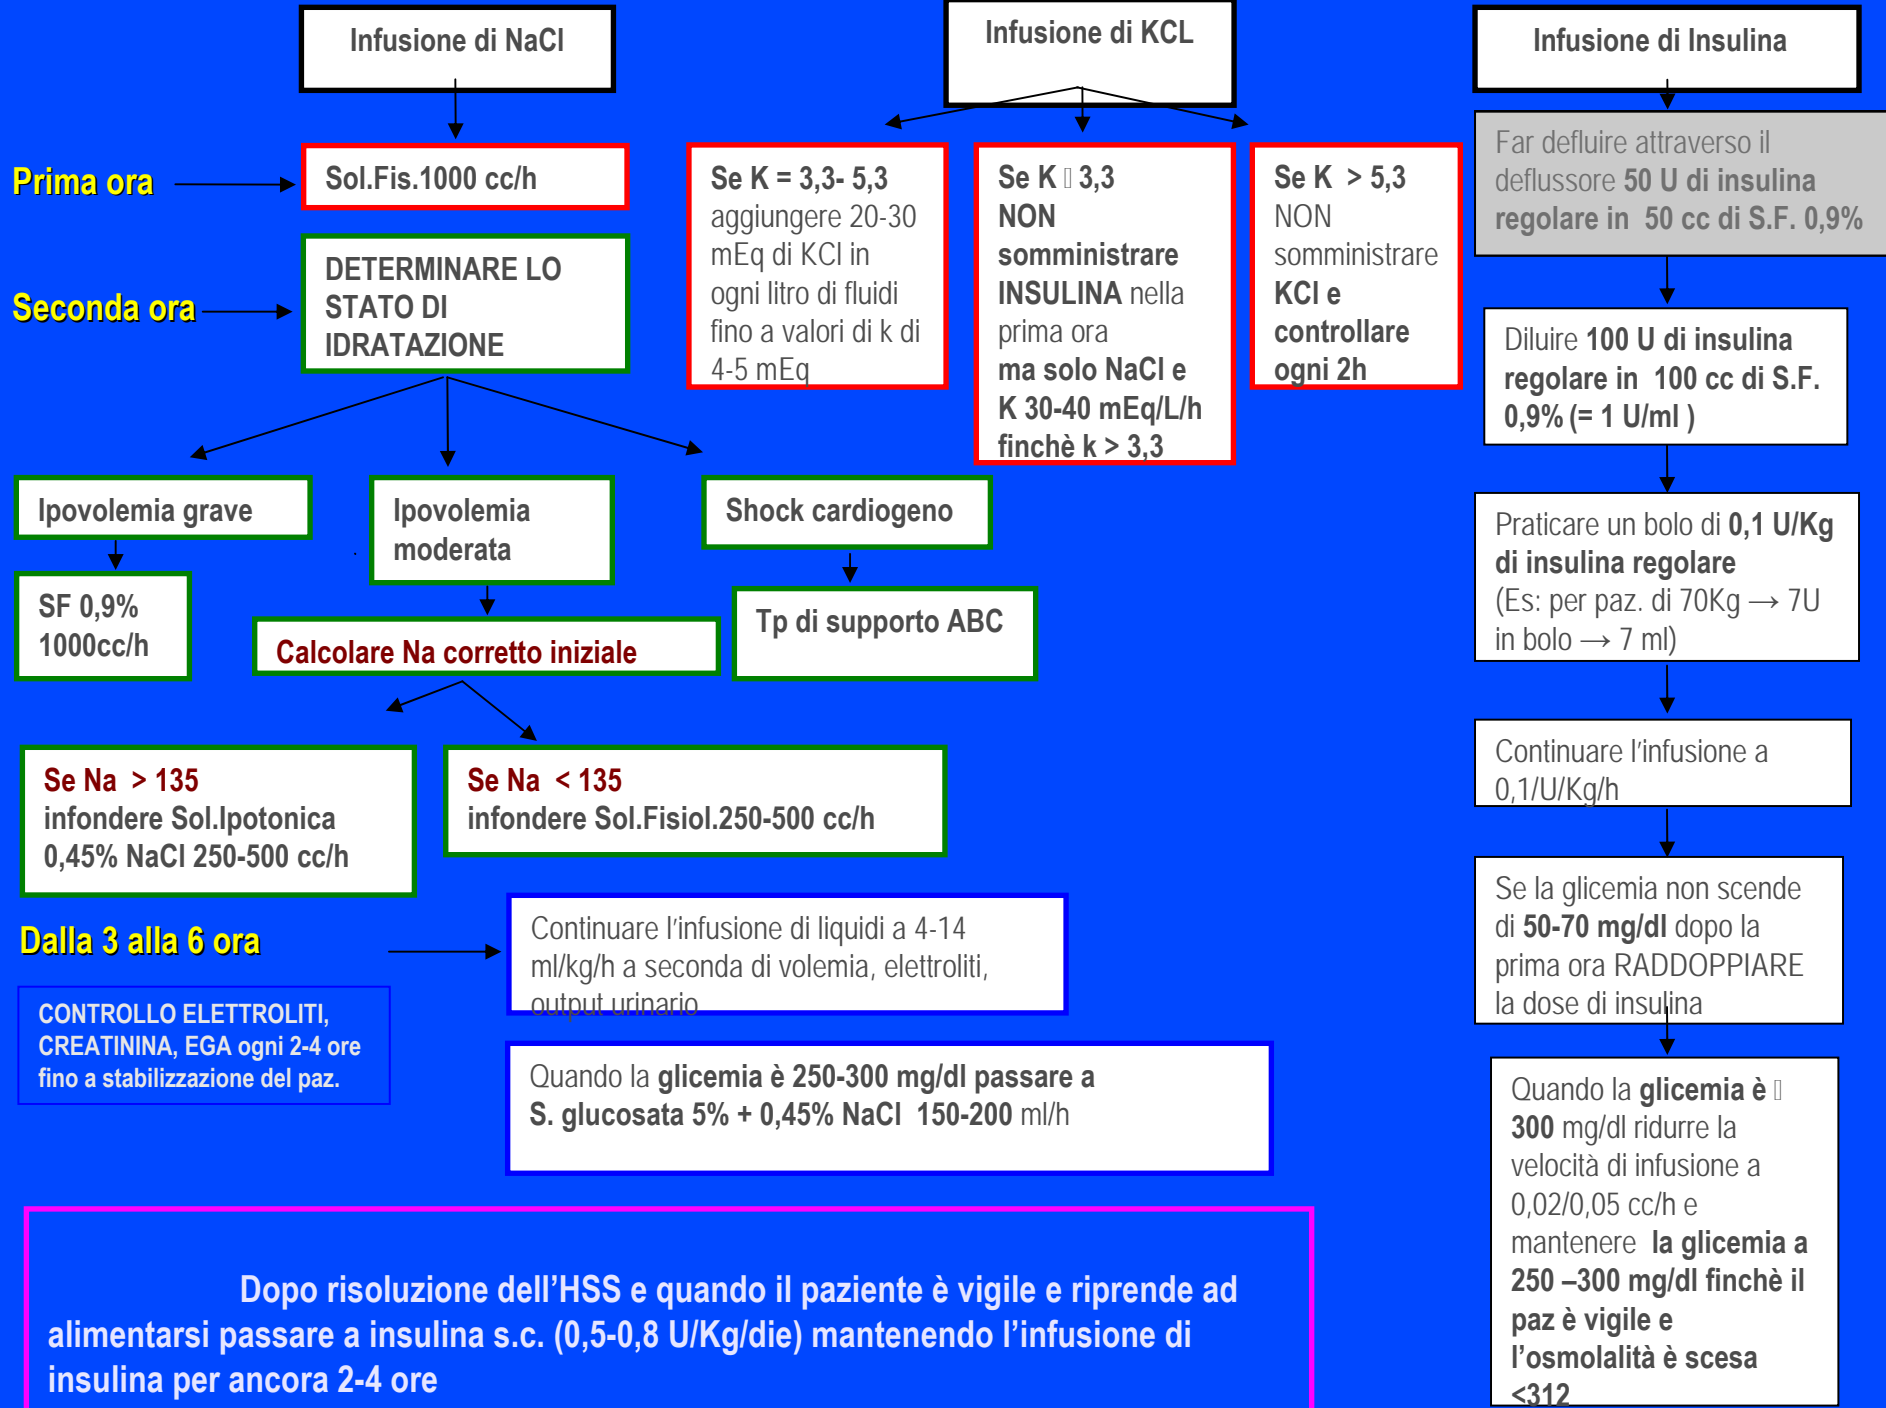 Infusione di NaCl
Infusione di KCL
Infusione di Insulina
Prima ora
Sol.Fis.1000 cc/h
Seconda ora
DETERMINARE LO
STATO DI
IDRATAZIONE
Ipovolemia grave
SF 0,9%
1000cc/h
Ipovolemia
moderata
Shock cardiogeno
Tp di supporto ABC
Calcolare Na corretto iniziale
Se Na > 135
infondere Sol.Ipotonica
0,45% NaCl 250-500 cc/h
Se Na < 135
infondere Sol.Fisiol.250-500 cc/h
Se K = 3,3- 5,3
aggiungere 20-30
mEq di KCl in
ogni litro di fluidi
fino a valori di k di
4-5 mEq
Se K 3,3
NON
somministrare
INSULINA nella
prima ora
ma solo NaCl e
K 30-40 mEq/L/h
finchè k > 3,3
Se K > 5,3
NON
somministrare
KCl e
controllare
ogni 2h
Far defluire attraverso il
deflussore 50 U di insulina
regolare in 50 cc di S.F. 0,9%
Diluire 100 U di insulina
regolare in 100 cc di S.F.
0,9% (= 1 U/ml )
Praticare un bolo di 0,1 U/Kg
di insulina regolare
(Es: per paz. di 70Kg → 7U
in bolo → 7 ml)
Continuare l'infusione a
0,1/U/Kg/h
Se la glicemia non scende
di 50-70 mg/dl dopo la
prima ora RADDOPPIARE
la dose di insulina
Quando la glicemia è
300 mg/dl ridurre la
velocità di infusione a
0,02/0,05 cc/h e
mantenere la glicemia a
250 –300 mg/dl finchè il
paz è vigile e
l'osmolalità è scesa
<312
Dalla 3 alla 6 ora
Continuare l'infusione di liquidi a 4-14
ml/kg/h a seconda di volemia, elettroliti,
output urinario
CONTROLLO ELETTROLITI,
CREATININA, EGA ogni 2-4 ore
fino a stabilizzazione del paz.
Quando la glicemia è 250-300 mg/dl passare a
S. glucosata 5% + 0,45% NaCl 150-200 ml/h
Dopo risoluzione dell'HSS e quando il paziente è vigile e riprende ad
alimentarsi passare a insulina s.c. (0,5-0,8 U/Kg/die) mantenendo l'infusione di
insulina per ancora 2-4 ore